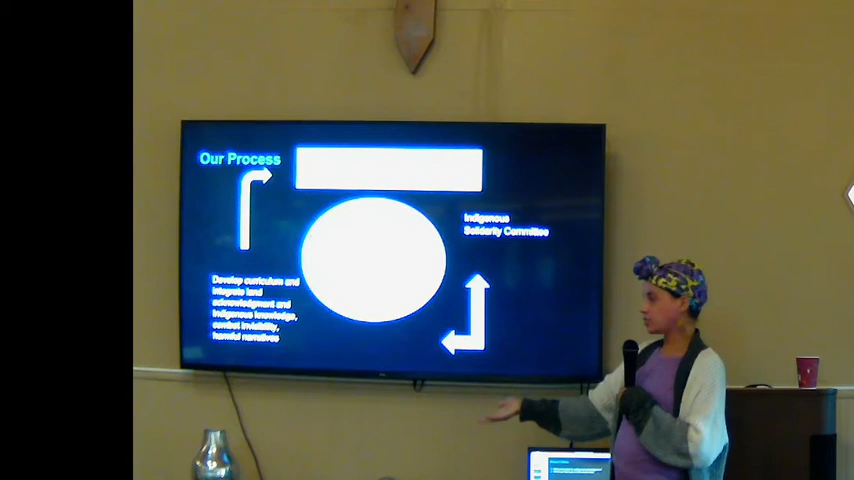 Our Process
Indigenous
Solidarity Committee
Develop curriculum and
integrate land
acknowledgment and
Indigenous knowledge,
combat invisibility,
harmful narratives